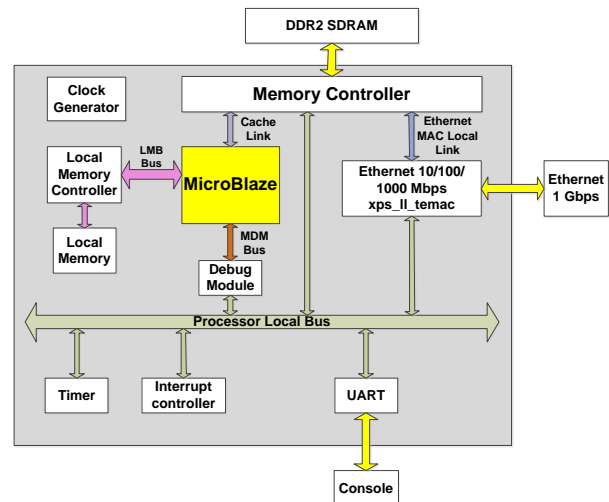 DDR2 SDRAM
Clock
Generator
Memory Controller
Cache
Link
Ethernet
MAC Local
Link
LMB
Bus
Local
Memory
Controller
MicroBlaze
Ethernet 10/100/
1000 Mbps
xps_ll_temac
Ethernet
1 Gbps
Local
Memory
MDM
Bus
Debug
Module
Processor Local Bus
Timer
Interrupt
controller
UART
Console